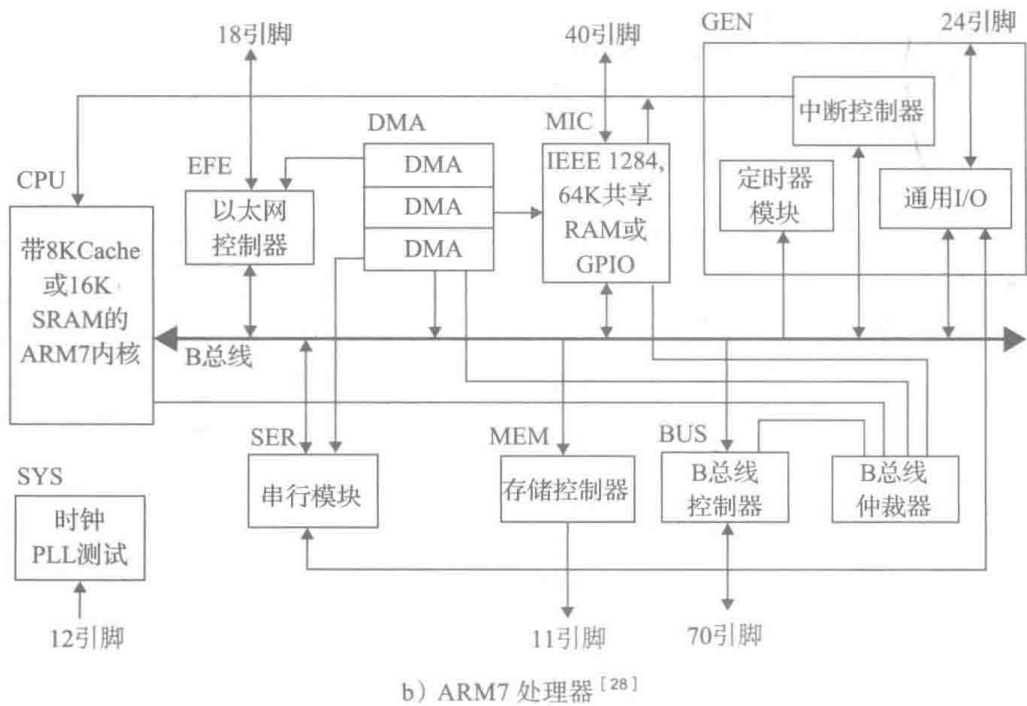 18引脚
40引脚
GEN
24引脚
中断控制器
DMA
MIC
EFE
DMA
DMA
DMA
IEEE 1284,
64K共享
RAM或
GPIO
定时器
模块
通用I/O
CPU
以太网
控制器
带8KCache
或16K
SRAM的
ARM7内核
B总线
SER
MEM
BUS
串行模块
存储控制器
B总线
控制器
B总线
仲裁器
SYS
时钟
PLL测试
12引脚
11引脚
70引脚
b) ARM7 处理器[28]